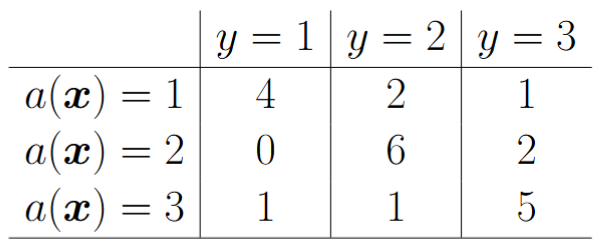 y = 1 y = 2 y = 3
a(x) = 1 4 2 1
a(x) = 2 0 6 2
a(x) = 3 1 1 5